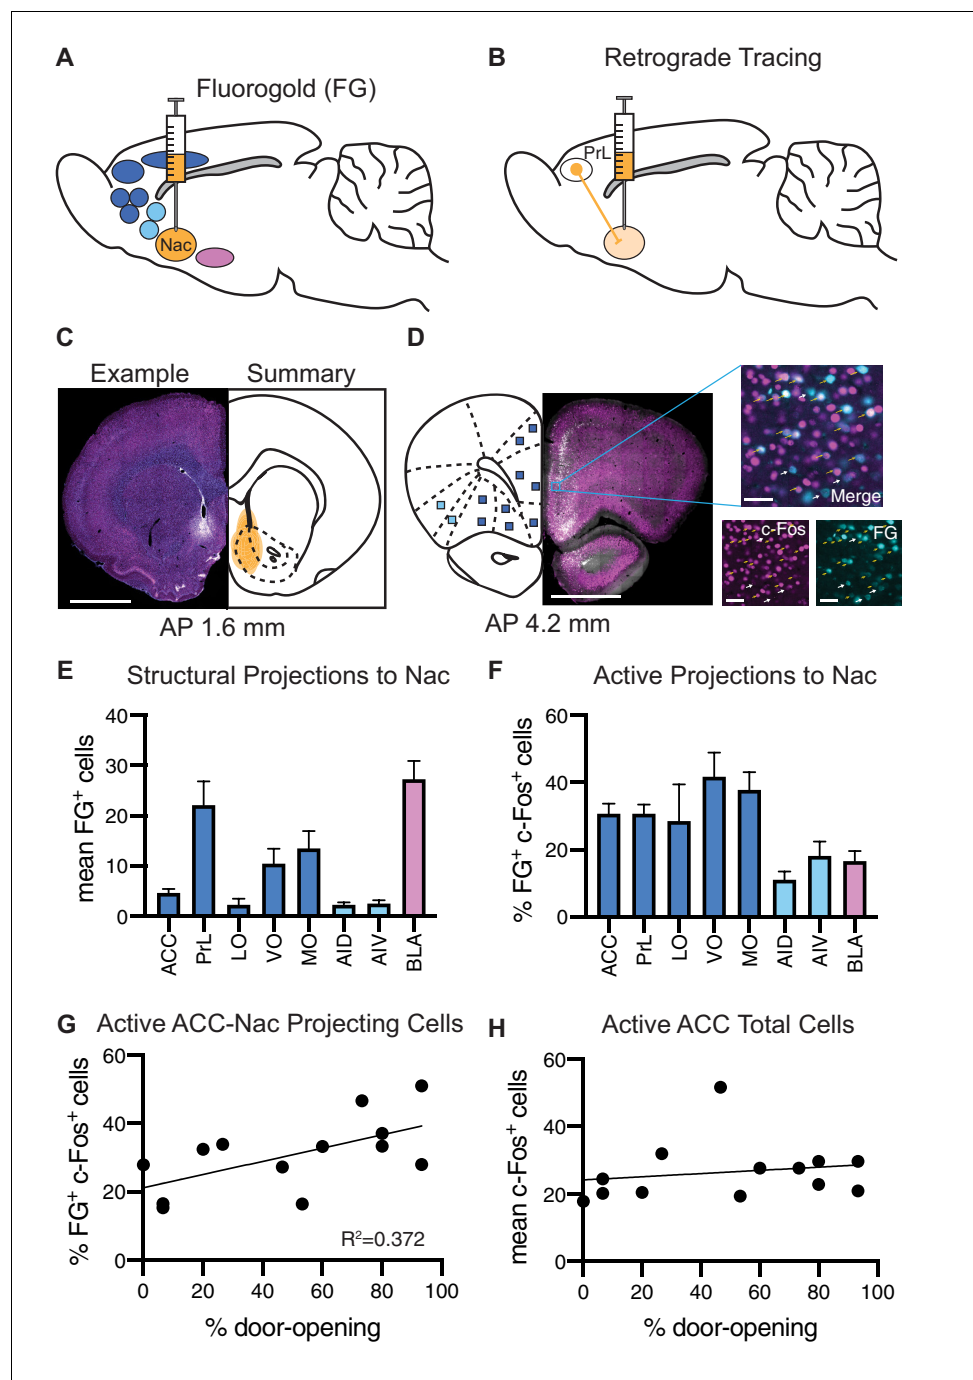 A
Fluorogold (FG)
Nac
B
Retrograde Tracing
PrL
C
Example
Summary
AP 1.6 mm
D
AP 4.2 mm
Merge
c-Fos
FG
E
Structural Projections to Nac
mean FG⁺ cells
40
30
20
10
0
ACC
PrL
LO
VO
MO
AID
AIV
BLA
F
Active Projections to Nac
% FG⁺ c-Fos⁺ cells
60
40
20
0
ACC
PrL
LO
VO
MO
AID
AIV
BLA
G
Active ACC-Nac Projecting Cells
% FG⁺ c-Fos⁺ cells
60
40
20
0
R²=0.372
0 20 40 60 80 100
% door-opening
H
Active ACC Total Cells
mean c-Fos⁺ cells
60
40
20
0
0 20 40 60 80 100
% door-opening